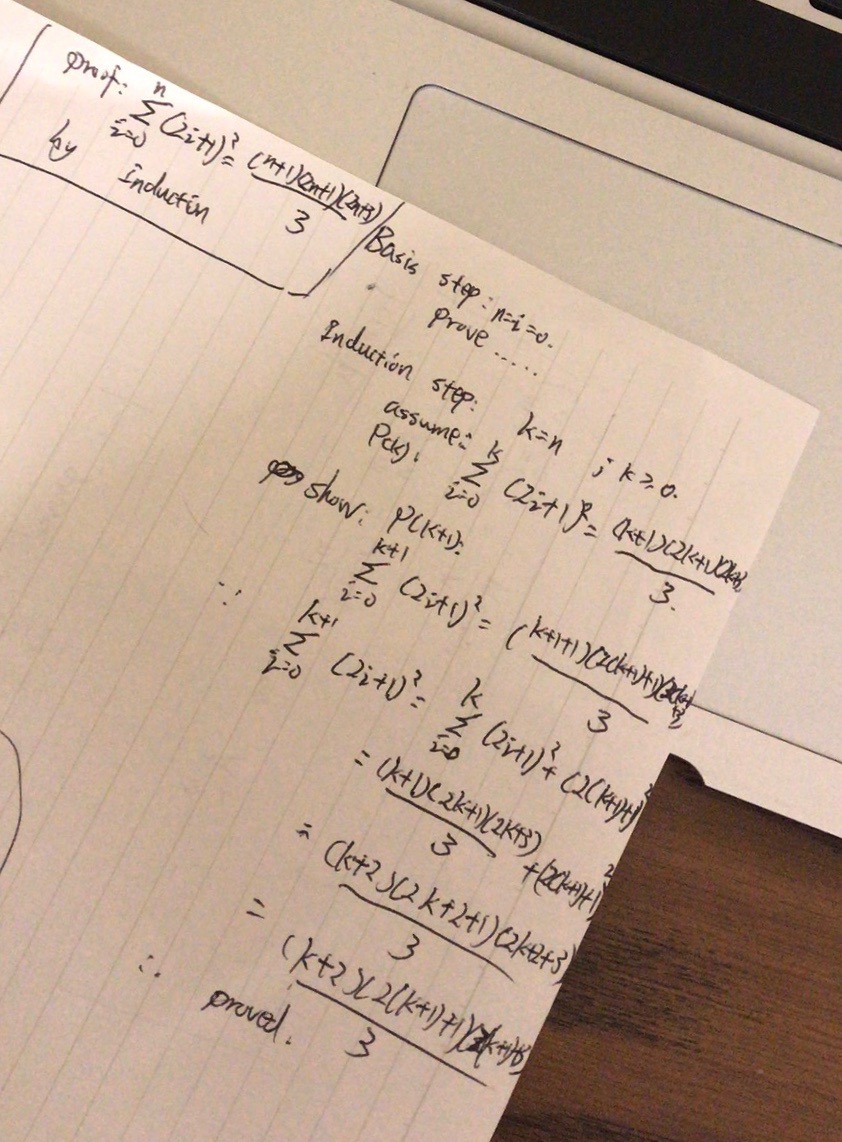 proof: \sum_{i=0}^{n} (2i+1)^2 = \frac{(n+1)(2n+1)(2n+3)}{3}
by Induction
Basis step: n=i=0.
prove .....
Induction step: k=n ; k≥0.
assume:
P(k): \sum_{i=0}^{k} (2i+1)^2 = \frac{(k+1)(2k+1)(2k+3)}{3}.
show: P(k+1):
\sum_{i=0}^{k+1} (2i+1)^2 = \frac{(k+1+1)(2(k+1)+1)(2(k+1)+3)}{3}
∵ \sum_{i=0}^{k+1} (2i+1)^2 = \sum_{i=0}^{k} (2i+1)^2 + (2(k+1)+1)^2
= \frac{(k+1)(2k+1)(2k+3)}{3} + (2(k+1)+1)^2
= \frac{(k+2)(2k+2+1)(2k+2+3)}{3}
= \frac{(k+2)(2(k+1)+1)(2(k+1)+3)}{3}
∴ proved.